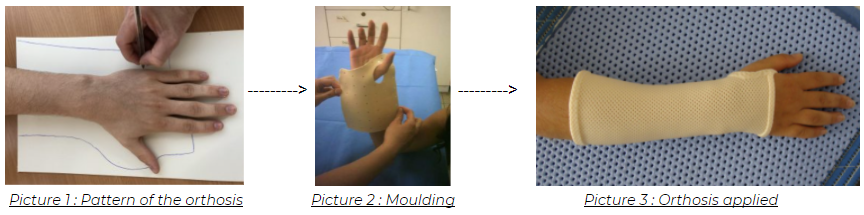 Picture 1 : Pattern of the orthosis
Picture 2 : Moulding
Picture 3 : Orthosis applied